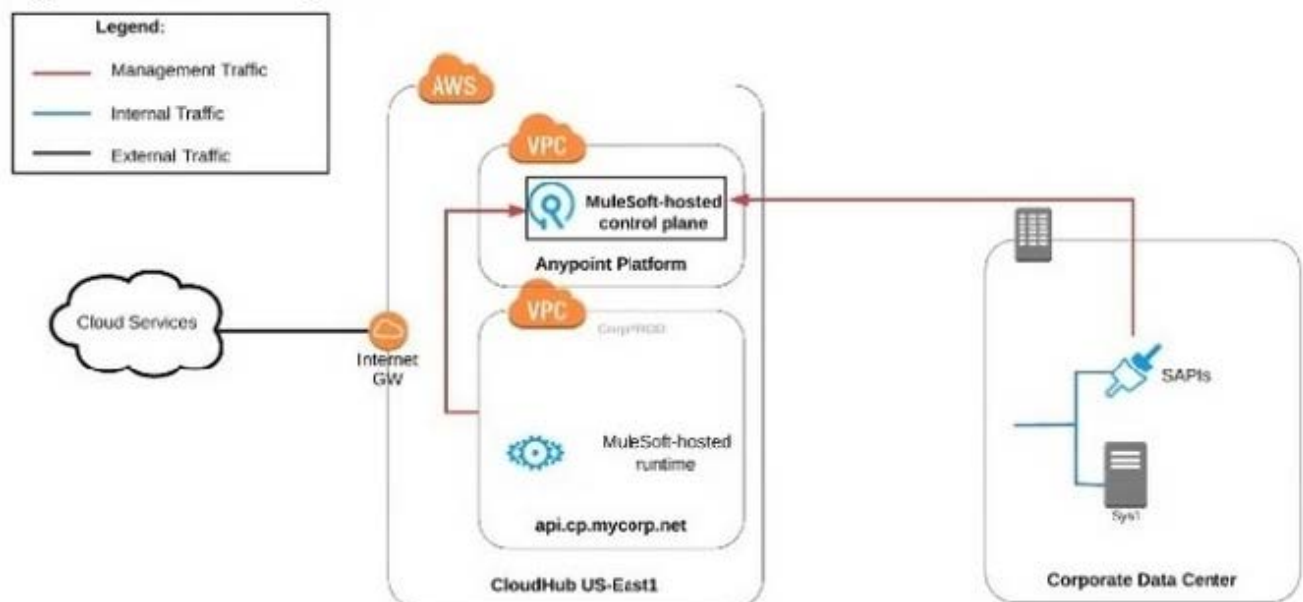 Legend:
Management Traffic
Internal Traffic
External Traffic
AWS
VPC
MuleSoft-hosted
control plane
Anypoint Platform
VPC
CorpPROD
Cloud Services
Internet
GW
MuleSoft-hosted
runtime
api.cp.mycorp.net
CloudHub US-East1
SAPIs
Sys1
Corporate Data Center